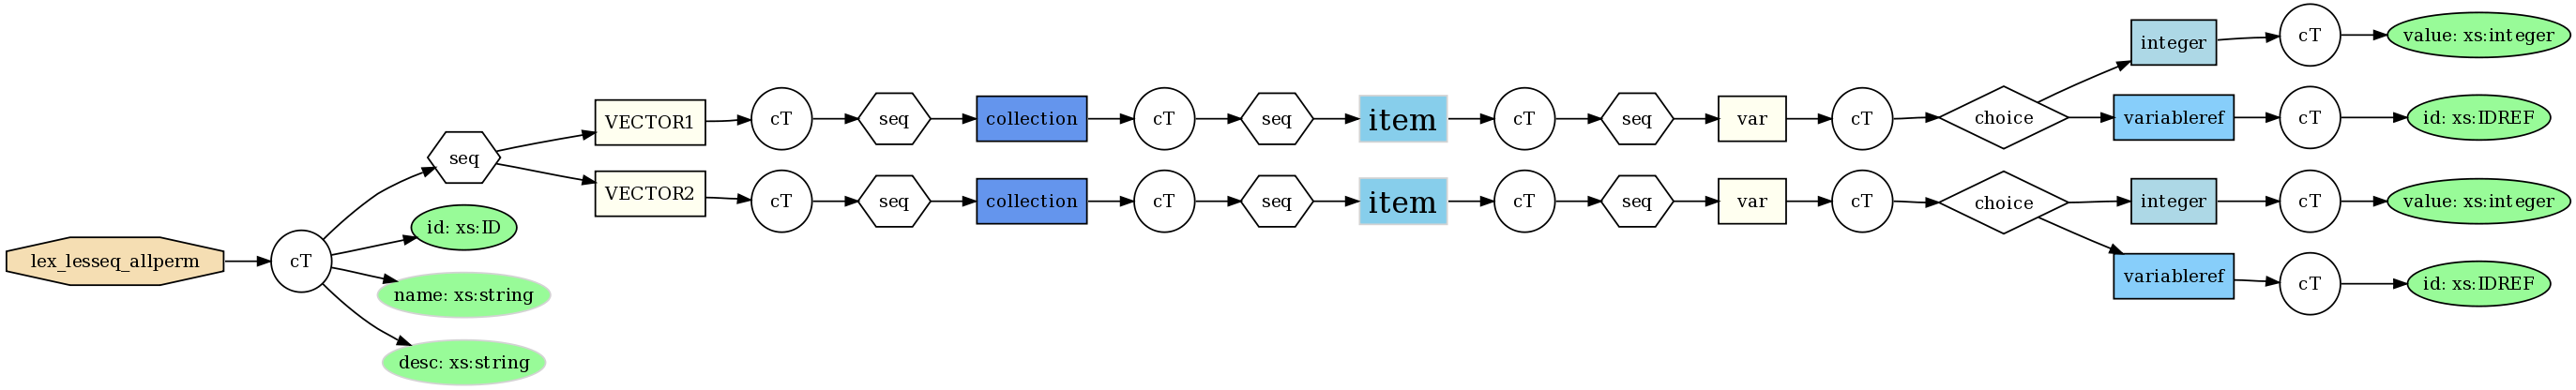 lex_lesseq_allperm
cT
seq
id: xs:ID
name: xs:string
desc: xs:string
VECTOR1
cT
seq
collection
cT
seq
item
cT
seq
var
cT
choice
integer
cT
value: xs:integer
variableref
cT
id: xs:IDREF
VECTOR2
cT
seq
collection
cT
seq
item
cT
seq
var
cT
choice
integer
cT
value: xs:integer
variableref
cT
id: xs:IDREF